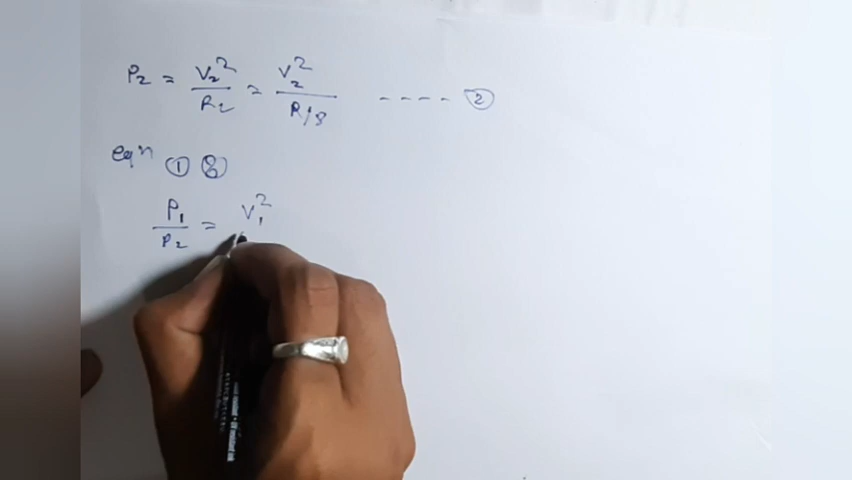 P₂ = V₂² / R₂ = V₂² / R/8 ---- ②
eqⁿ ① ②
P₁ / P₂ = V₁²